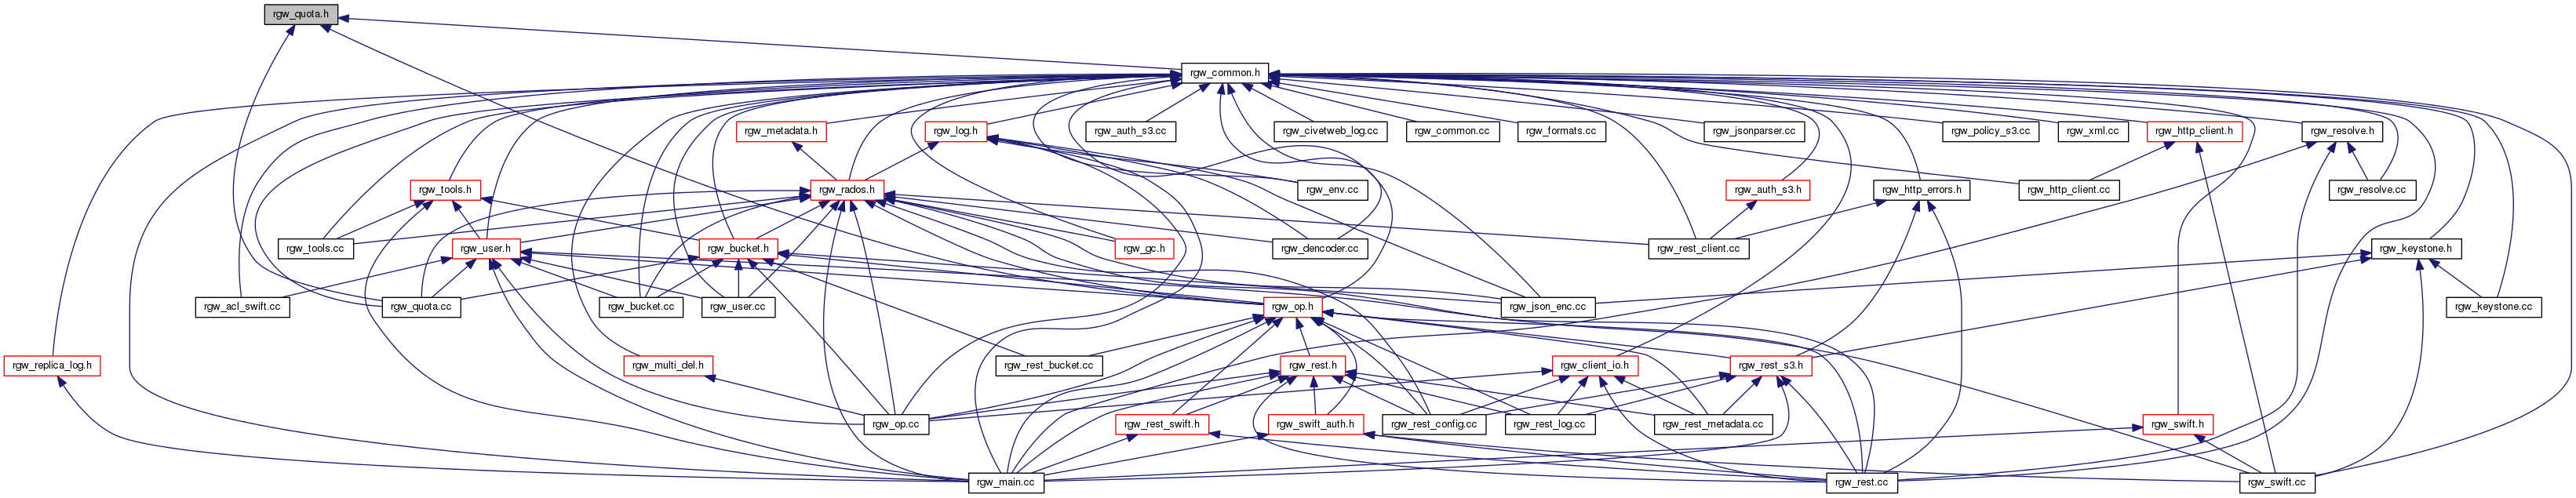 rgw_quota.h
rgw_common.h
rgw_metadata.h
rgw_log.h
rgw_auth_s3.cc
rgw_civetweb_log.cc
rgw_common.cc
rgw_formats.cc
rgw_jsonparser.cc
rgw_policy_s3.cc
rgw_xml.cc
rgw_http_client.h
rgw_resolve.h
rgw_tools.h
rgw_rados.h
rgw_env.cc
rgw_auth_s3.h
rgw_http_errors.h
rgw_http_client.cc
rgw_resolve.cc
rgw_tools.cc
rgw_user.h
rgw_bucket.h
rgw_gc.h
rgw_dencoder.cc
rgw_rest_client.cc
rgw_keystone.h
rgw_acl_swift.cc
rgw_quota.cc
rgw_bucket.cc
rgw_user.cc
rgw_op.h
rgw_json_enc.cc
rgw_keystone.cc
rgw_replica_log.h
rgw_multi_del.h
rgw_rest_bucket.cc
rgw_rest.h
rgw_client_io.h
rgw_rest_s3.h
rgw_op.cc
rgw_rest_swift.h
rgw_swift_auth.h
rgw_rest_config.cc
rgw_rest_log.cc
rgw_rest_metadata.cc
rgw_swift.h
rgw_main.cc
rgw_rest.cc
rgw_swift.cc